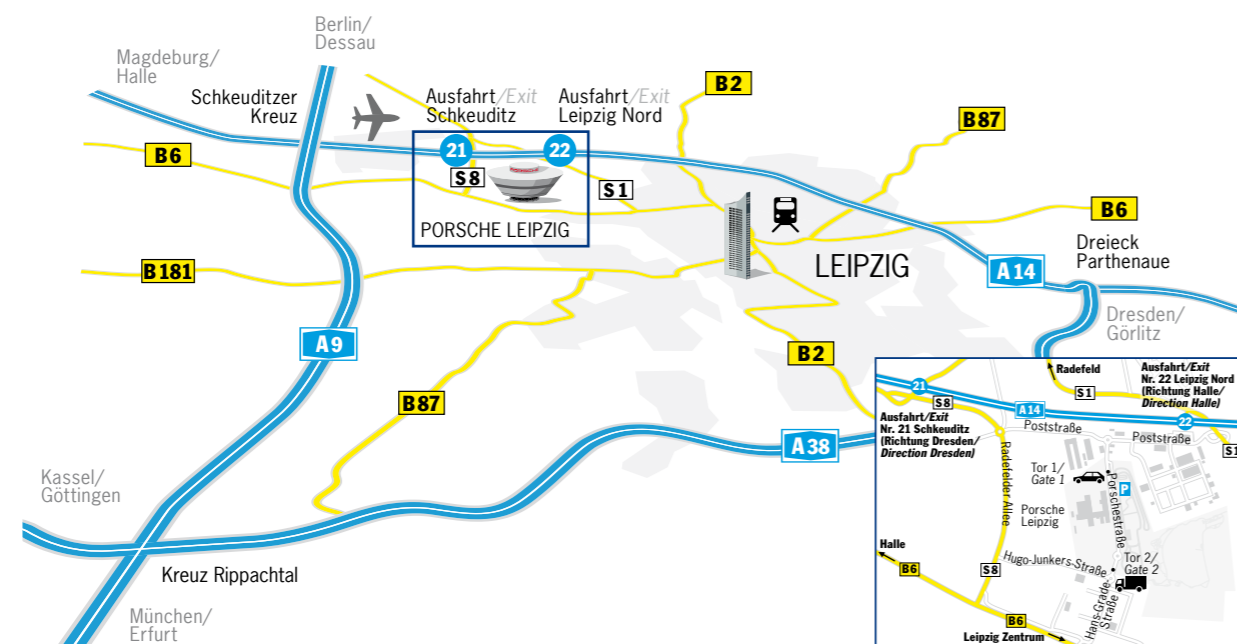 Berlin/
Dessau
Magdeburg/
Halle
Schkeuditzer
Kreuz
Ausfahrt/Exit
Schkeuditz
Ausfahrt/Exit
Leipzig Nord
B2
B87
B6
21
22
S 8
S 1
PORSCHE LEIPZIG
B6
Dreieck
Parthenaue
B181
LEIPZIG
A14
Dresden/
Görlitz
A9
B2
B87
A38
Kassel/
Göttingen
Kreuz Rippachtal
München/
Erfurt
Radefeld
Ausfahrt/Exit
Nr. 22 Leipzig Nord
(Richtung Halle/
Direction Halle)
21
S8
S1
A14
22
Ausfahrt/Exit
Nr. 21 Schkeuditz
(Richtung Dresden/
Direction Dresden)
Poststraße
Poststraße
S1
Radefelder Allee
Tor 1/
Gate 1
P
Porschestraße
Porsche
Leipzig
Halle
B6
S8
Hugo-Junkers-Straße
Tor 2/
Gate 2
Hans-Grade-
Straße
B6
Leipzig Zentrum